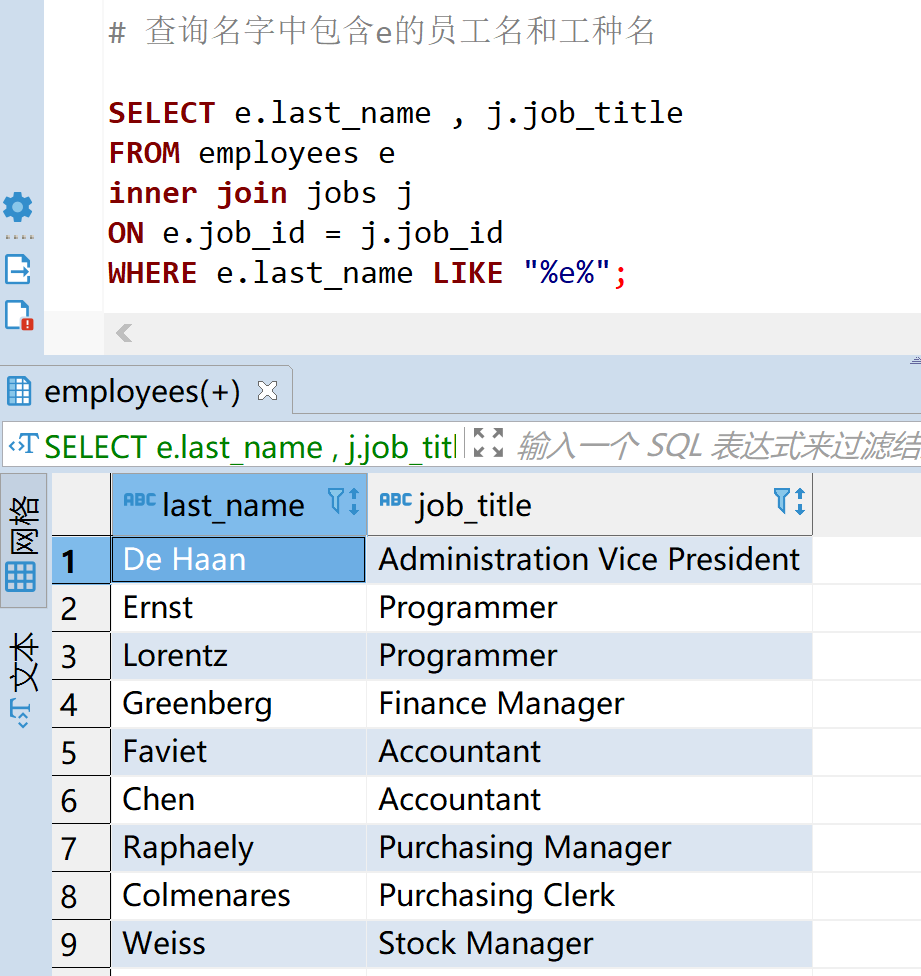 # 查询名字中包含e的员工名和工种名
SELECT e.last_name , j.job_title
FROM employees e
inner join jobs j
ON e.job_id = j.job_id
WHERE e.last_name LIKE "%e%";
employees(+)
SELECT e.last_name , j.job_titl
输入一个 SQL 表达式来过滤结
网格
文本
ABC last_name ABC job_title
1 De Haan Administration Vice President
2 Ernst Programmer
3 Lorentz Programmer
4 Greenberg Finance Manager
5 Faviet Accountant
6 Chen Accountant
7 Raphaely Purchasing Manager
8 Colmenares Purchasing Clerk
9 Weiss Stock Manager